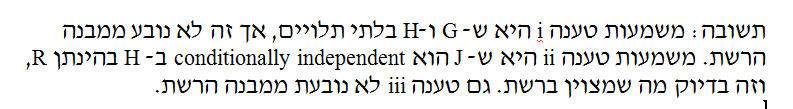 תשובה: משמעות טענה i היא ש- G ו-H בלתי תלויים, אך זה לא נובע ממבנה
הרשת. משמעות טענה ii היא ש- J הוא conditionally independent ב- H בהינתן R,
וזה בדיוק מה שמצוין ברשת. גם טענה iii לא נובעת ממבנה הרשת.